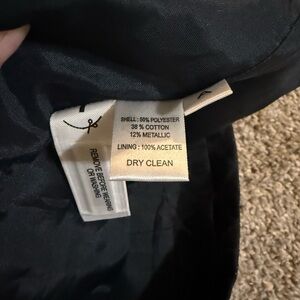 SHELL: 50% POLYESTER
38% COTTON
12% METALLIC
LINING: 100% ACETATE
DRY CLEAN
REMOVE BEFORE WEARING
OR WASHING